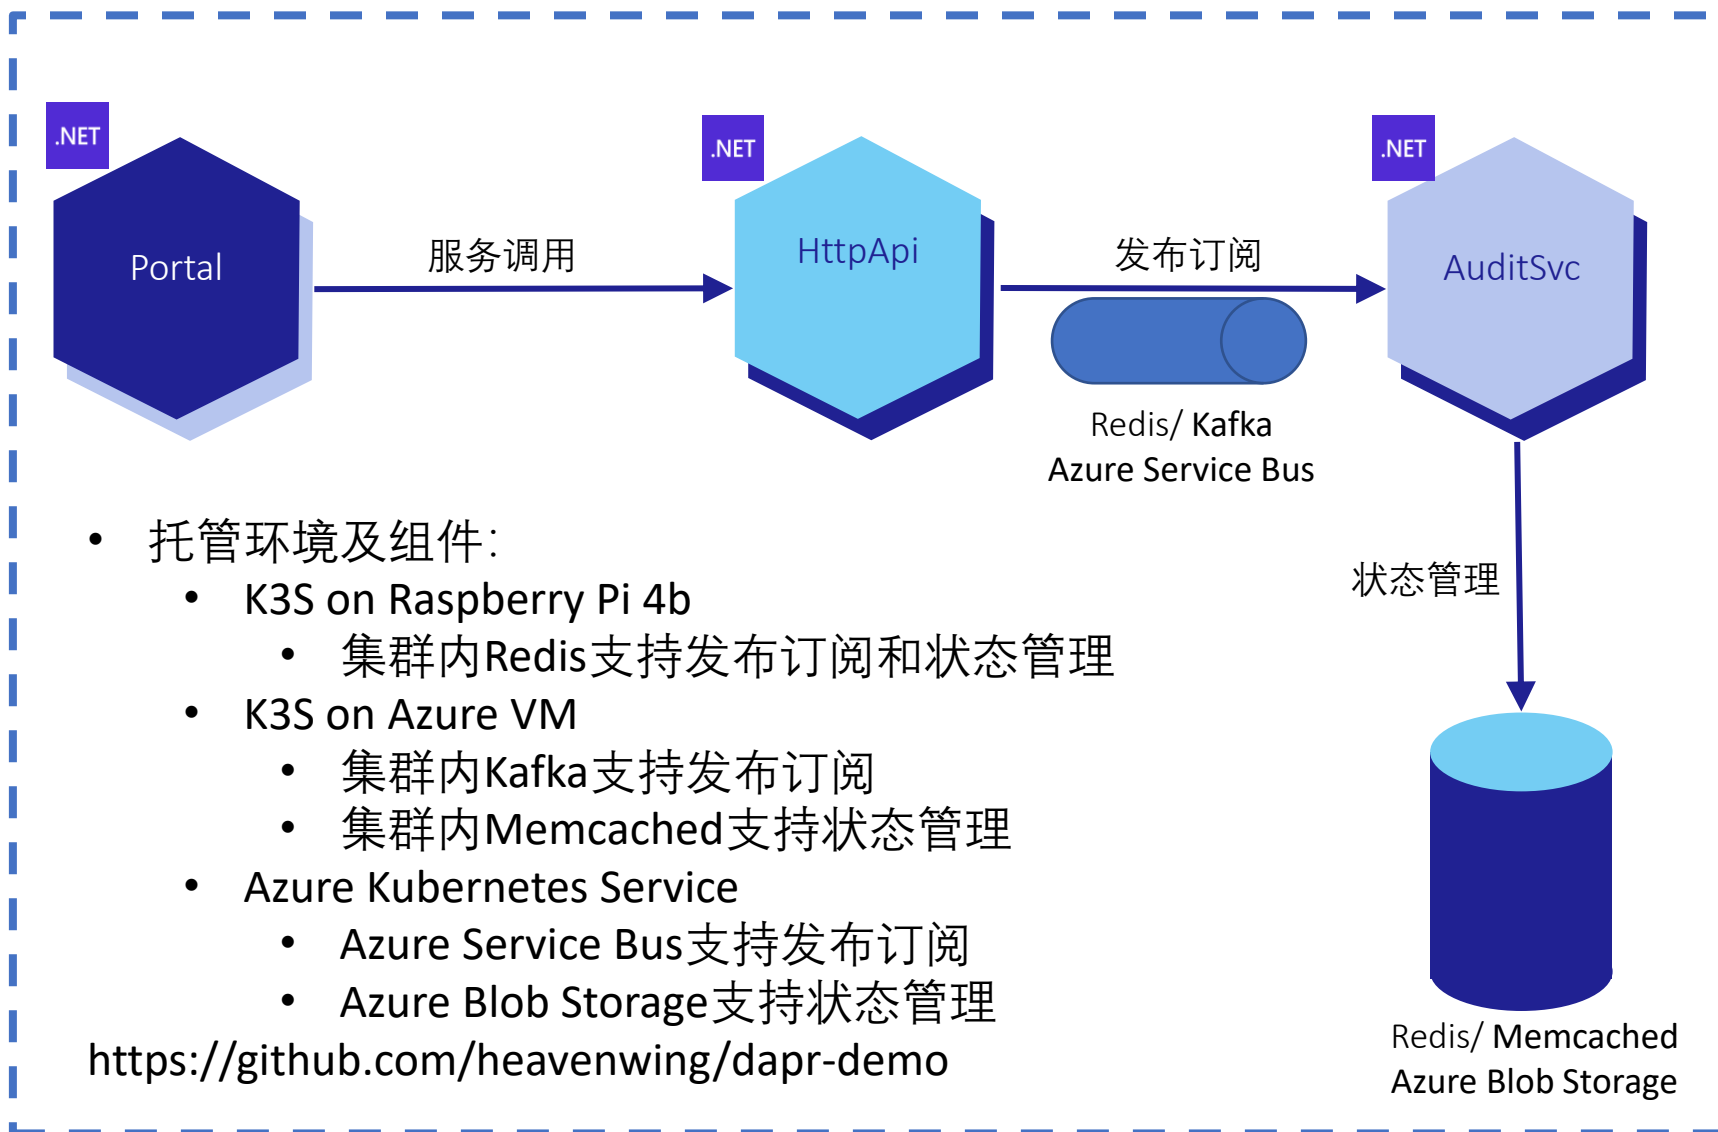 .NET
.NET
.NET
Portal
服务调用
HttpApi
发布订阅
AuditSvc
Redis/ Kafka
Azure Service Bus
状态管理
• 托管环境及组件:
• K3S on Raspberry Pi 4b
• 集群内Redis支持发布订阅和状态管理
• K3S on Azure VM
• 集群内Kafka支持发布订阅
• 集群内Memcached支持状态管理
• Azure Kubernetes Service
• Azure Service Bus支持发布订阅
• Azure Blob Storage支持状态管理
https://github.com/heavenwing/dapr-demo
Redis/ Memcached
Azure Blob Storage